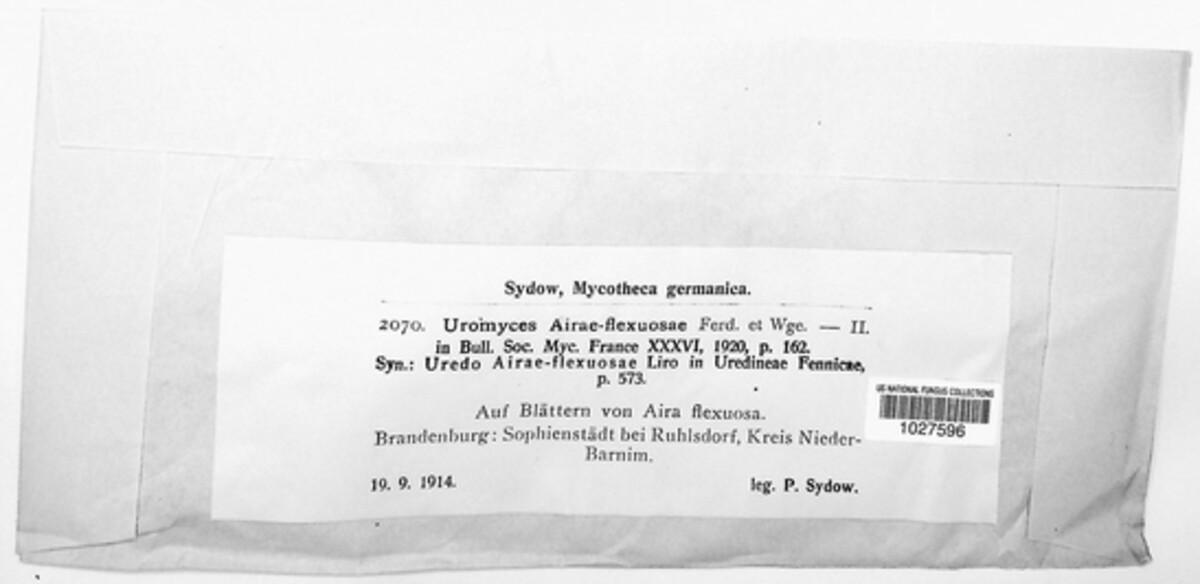 Sydow, Mycotheca germanica.
2070. Uromyces Airae-flexuosae Ferd. et Wge. — II.
in Bull. Soc. Myc. France XXXVI, 1920, p. 162.
Syn.: Uredo Airae-flexuosae Liro in Uredineae Fennicae,
p. 573.
Auf Blättern von Aira flexuosa.
Brandenburg: Sophienstädt bei Ruhlsdorf, Kreis Nieder-
Barnim.
19. 9. 1914. leg. P. Sydow.
US NATIONAL FUNGUS COLLECTIONS
1027596